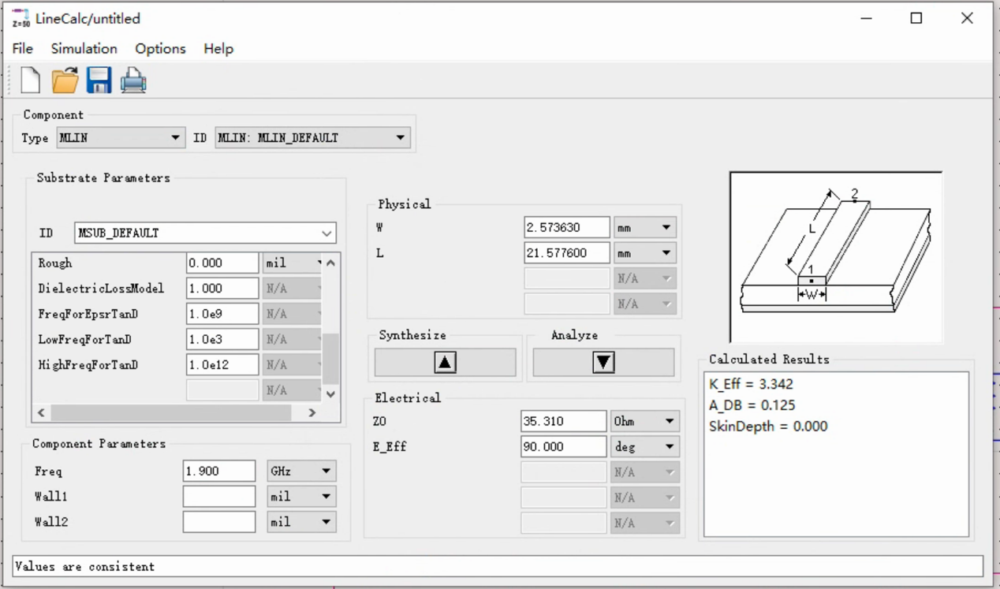 Z=50 LineCalc/untitled
File Simulation Options Help
Component
Type MLIN ID MLIN: MLIN_DEFAULT
Substrate Parameters
ID MSUB_DEFAULT
Rough 0.000 mil
DielectricLossModel 1.000 N/A
FreqForEpsrTanD 1.0e9 N/A
LowFreqForTanD 1.0e3 N/A
HighFreqForTanD 1.0e12 N/A
N/A
Component Parameters
Freq 1.900 GHz
Wall1 mil
Wall2 mil
Physical
W 2.573630 mm
L 21.577600 mm
N/A
N/A
Synthesize Analyze
Electrical
Z0 35.310 Ohm
E_Eff 90.000 deg
N/A
N/A
N/A
2
L
1
W
Calculated Results
K_Eff = 3.342
A_DB = 0.125
SkinDepth = 0.000
Values are consistent